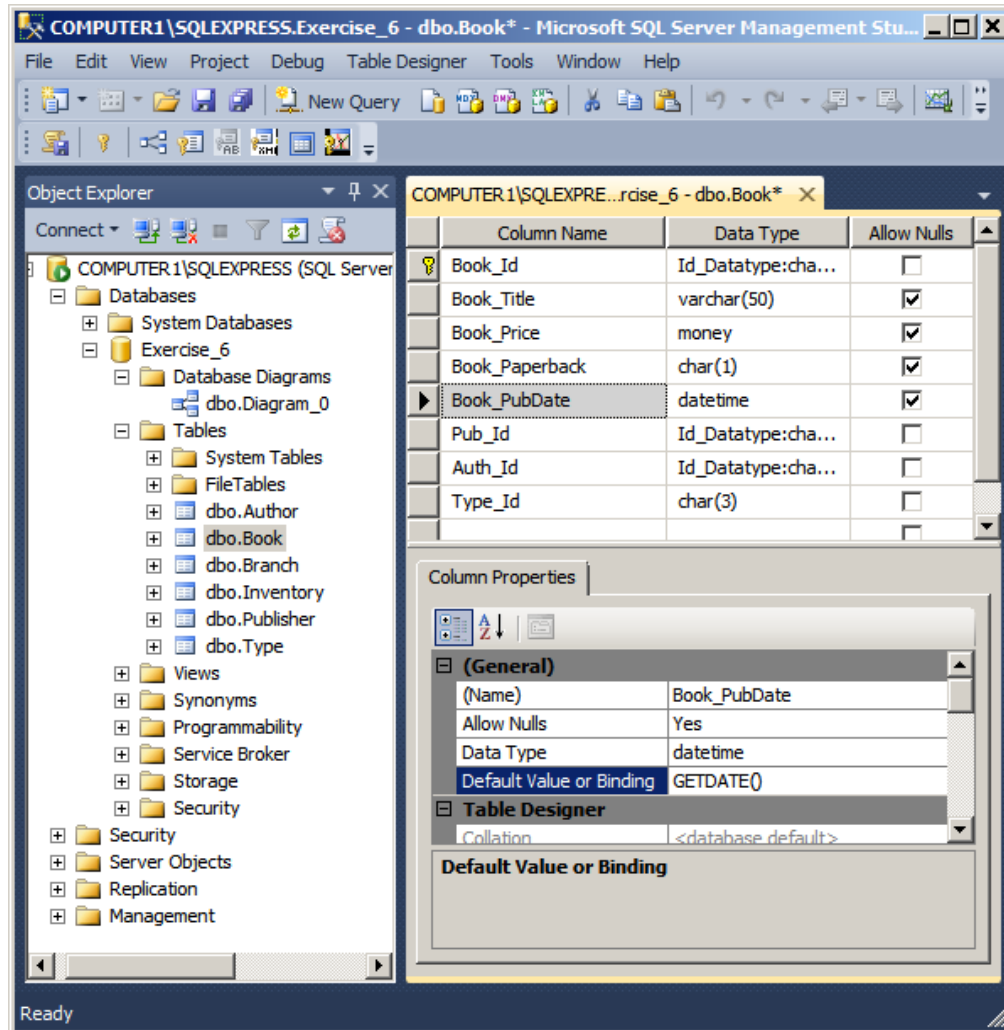 COMPUTER1\SQLEXPRESS.Exercise_6 - dbo.Book* - Microsoft SQL Server Management Stu...
File Edit View Project Debug Table Designer Tools Window Help
New Query
Object Explorer
Connect
COMPUTER1\SQLEXPRESS (SQL Server
Databases
System Databases
Exercise_6
Database Diagrams
dbo.Diagram_0
Tables
System Tables
FileTables
dbo.Author
dbo.Book
dbo.Branch
dbo.Inventory
dbo.Publisher
dbo.Type
Views
Synonyms
Programmability
Service Broker
Storage
Security
Security
Server Objects
Replication
Management
COMPUTER1\SQLEXPRE...rcise_6 - dbo.Book*
Column Name Data Type Allow Nulls
Book_Id Id_Datatype:cha...
Book_Title varchar(50)
Book_Price money
Book_Paperback char(1)
Book_PubDate datetime
Pub_Id Id_Datatype:cha...
Auth_Id Id_Datatype:cha...
Type_Id char(3)
Column Properties
(General)
(Name) Book_PubDate
Allow Nulls Yes
Data Type datetime
Default Value or Binding GETDATE()
Table Designer
Collation <database default>
Default Value or Binding
Ready